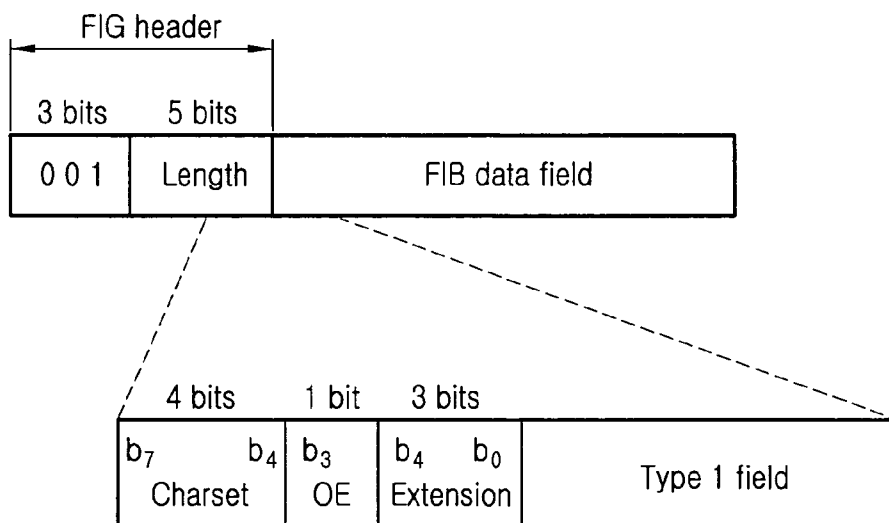 FIG header
3 bits 5 bits
0 0 1 Length FIB data field
4 bits 1 bit 3 bits
b7 b4 b3 b4 b0
Charset OE Extension Type 1 field